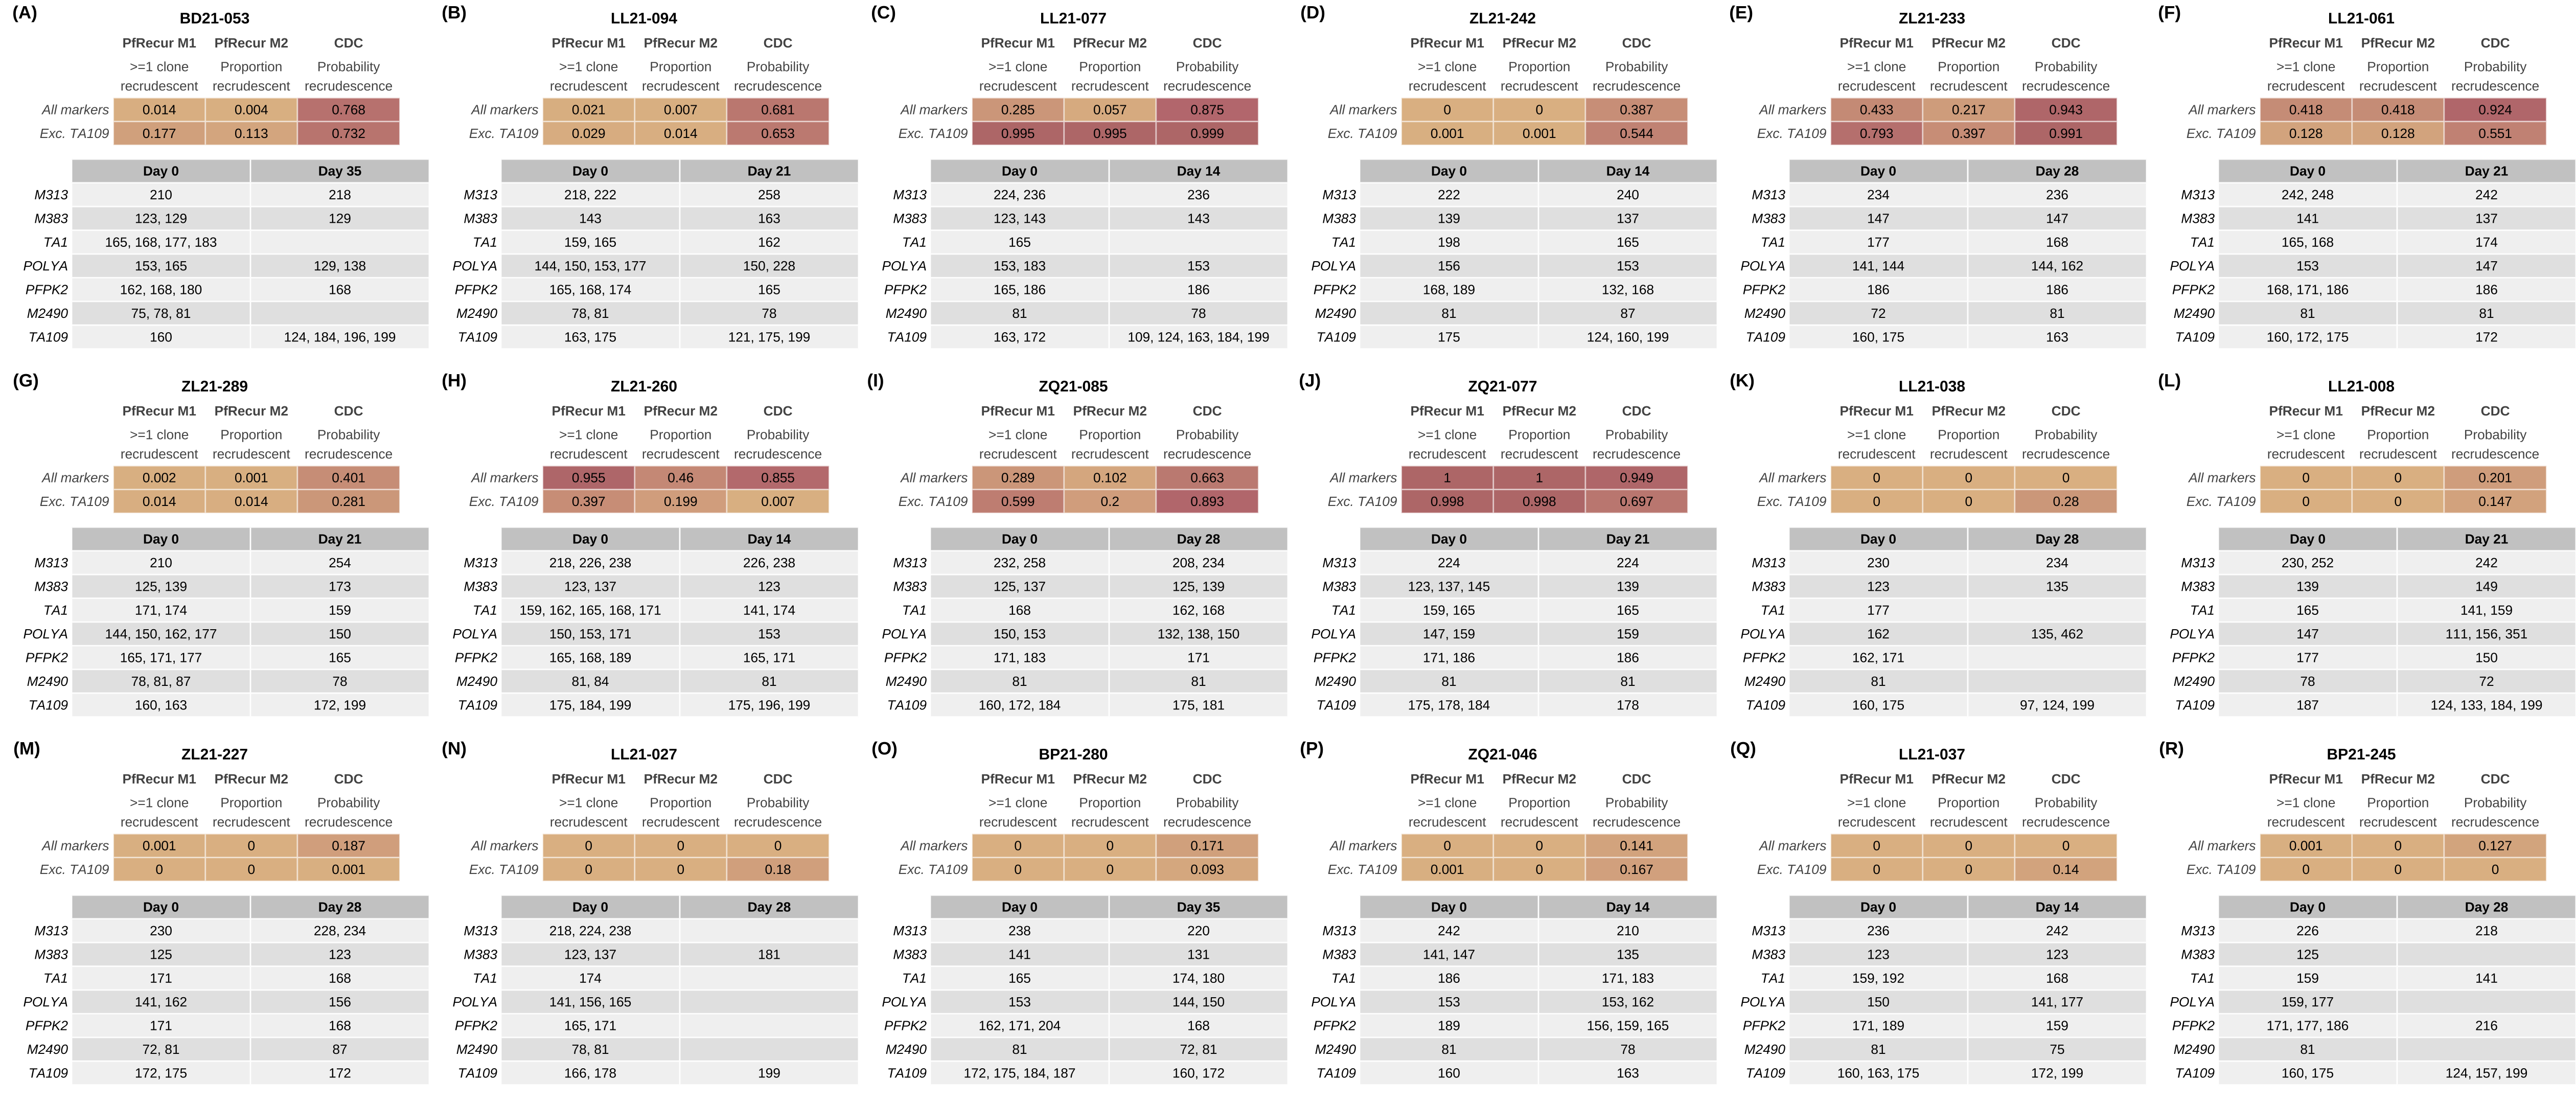 (A) BD21-053
PfRecur M1 PfRecur M2 CDC
>=1 clone Proportion Probability
recrudescent recrudescent recrudescence
All markers 0.014 0.004 0.768
Exc. TA109 0.177 0.113 0.732
Day 0 Day 35
M313 210 218
M383 123, 129 129
TA1 165, 168, 177, 183
POLYA 153, 165 129, 138
PFPK2 162, 168, 180 168
M2490 75, 78, 81
TA109 160 124, 184, 196, 199
(B) LL21-094
PfRecur M1 PfRecur M2 CDC
>=1 clone Proportion Probability
recrudescent recrudescent recrudescence
All markers 0.021 0.007 0.681
Exc. TA109 0.029 0.014 0.653
Day 0 Day 21
M313 218, 222 258
M383 143 163
TA1 159, 165 162
POLYA 144, 150, 153, 177 150, 228
PFPK2 165, 168, 174 165
M2490 78, 81 78
TA109 163, 175 121, 175, 199
(C) LL21-077
PfRecur M1 PfRecur M2 CDC
>=1 clone Proportion Probability
recrudescent recrudescent recrudescence
All markers 0.285 0.057 0.875
Exc. TA109 0.995 0.995 0.999
Day 0 Day 14
M313 224, 236 236
M383 123, 143 143
TA1 165
POLYA 153, 183 153
PFPK2 165, 186 186
M2490 81 78
TA109 163, 172 109, 124, 163, 184, 199
(D) ZL21-242
PfRecur M1 PfRecur M2 CDC
>=1 clone Proportion Probability
recrudescent recrudescent recrudescence
All markers 0 0 0.387
Exc. TA109 0.001 0.001 0.544
Day 0 Day 14
M313 222 240
M383 139 137
TA1 198 165
POLYA 156 153
PFPK2 168, 189 132, 168
M2490 81 87
TA109 175 124, 160, 199
(E) ZL21-233
PfRecur M1 PfRecur M2 CDC
>=1 clone Proportion Probability
recrudescent recrudescent recrudescence
All markers 0.433 0.217 0.943
Exc. TA109 0.793 0.397 0.991
Day 0 Day 28
M313 234 236
M383 147 147
TA1 177 168
POLYA 141, 144 144, 162
PFPK2 186 186
M2490 72 81
TA109 160, 175 163
(F) LL21-061
PfRecur M1 PfRecur M2 CDC
>=1 clone Proportion Probability
recrudescent recrudescent recrudescence
All markers 0.418 0.418 0.924
Exc. TA109 0.128 0.128 0.551
Day 0 Day 21
M313 242, 248 242
M383 141 137
TA1 165, 168 174
POLYA 153 147
PFPK2 168, 171, 186 186
M2490 81 81
TA109 160, 172, 175 172
(G) ZL21-289
PfRecur M1 PfRecur M2 CDC
>=1 clone Proportion Probability
recrudescent recrudescent recrudescence
All markers 0.002 0.001 0.401
Exc. TA109 0.014 0.014 0.281
Day 0 Day 21
M313 210 254
M383 125, 139 173
TA1 171, 174 159
POLYA 144, 150, 162, 177 150
PFPK2 165, 171, 177 165
M2490 78, 81, 87 78
TA109 160, 163 172, 199
(H) ZL21-260
PfRecur M1 PfRecur M2 CDC
>=1 clone Proportion Probability
recrudescent recrudescent recrudescence
All markers 0.955 0.46 0.855
Exc. TA109 0.397 0.199 0.007
Day 0 Day 14
M313 218, 226, 238 226, 238
M383 123, 137 123
TA1 159, 162, 165, 168, 171 141, 174
POLYA 150, 153, 171 153
PFPK2 165, 168, 189 165, 171
M2490 81, 84 81
TA109 175, 184, 199 175, 196, 199
(I) ZQ21-085
PfRecur M1 PfRecur M2 CDC
>=1 clone Proportion Probability
recrudescent recrudescent recrudescence
All markers 0.289 0.102 0.663
Exc. TA109 0.599 0.2 0.893
Day 0 Day 28
M313 232, 258 208, 234
M383 125, 137 125, 139
TA1 168 162, 168
POLYA 150, 153 132, 138, 150
PFPK2 171, 183 171
M2490 81 81
TA109 160, 172, 184 175, 181
(J) ZQ21-077
PfRecur M1 PfRecur M2 CDC
>=1 clone Proportion Probability
recrudescent recrudescent recrudescence
All markers 1 1 0.949
Exc. TA109 0.998 0.998 0.697
Day 0 Day 21
M313 224 224
M383 123, 137, 145 139
TA1 159, 165 165
POLYA 147, 159 159
PFPK2 171, 186 186
M2490 81 81
TA109 175, 178, 184 178
(K) LL21-038
PfRecur M1 PfRecur M2 CDC
>=1 clone Proportion Probability
recrudescent recrudescent recrudescence
All markers 0 0 0
Exc. TA109 0 0 0.28
Day 0 Day 28
M313 230 234
M383 123 135
TA1 177
POLYA 162 135, 462
PFPK2 162, 171
M2490 81
TA109 160, 175 97, 124, 199
(L) LL21-008
PfRecur M1 PfRecur M2 CDC
>=1 clone Proportion Probability
recrudescent recrudescent recrudescence
All markers 0 0 0.201
Exc. TA109 0 0 0.147
Day 0 Day 21
M313 230, 252 242
M383 139 149
TA1 165 141, 159
POLYA 147 111, 156, 351
PFPK2 177 150
M2490 78 72
TA109 187 124, 133, 184, 199
(M) ZL21-227
PfRecur M1 PfRecur M2 CDC
>=1 clone Proportion Probability
recrudescent recrudescent recrudescence
All markers 0.001 0 0.187
Exc. TA109 0 0 0.001
Day 0 Day 28
M313 230 228, 234
M383 125 123
TA1 171 168
POLYA 141, 162 156
PFPK2 171 168
M2490 72, 81 87
TA109 172, 175 172
(N) LL21-027
PfRecur M1 PfRecur M2 CDC
>=1 clone Proportion Probability
recrudescent recrudescent recrudescence
All markers 0 0 0
Exc. TA109 0 0 0.18
Day 0 Day 28
M313 218, 224, 238
M383 123, 137 181
TA1 174
POLYA 141, 156, 165
PFPK2 165, 171
M2490 78, 81
TA109 166, 178 199
(O) BP21-280
PfRecur M1 PfRecur M2 CDC
>=1 clone Proportion Probability
recrudescent recrudescent recrudescence
All markers 0 0 0.171
Exc. TA109 0 0 0.093
Day 0 Day 35
M313 238 220
M383 141 131
TA1 165 174, 180
POLYA 153 144, 150
PFPK2 162, 171, 204 168
M2490 81 72, 81
TA109 172, 175, 184, 187 160, 172
(P) ZQ21-046
PfRecur M1 PfRecur M2 CDC
>=1 clone Proportion Probability
recrudescent recrudescent recrudescence
All markers 0 0 0.141
Exc. TA109 0.001 0 0.167
Day 0 Day 14
M313 242 210
M383 141, 147 135
TA1 186 171, 183
POLYA 153 153, 162
PFPK2 189 156, 159, 165
M2490 81 78
TA109 160 163
(Q) LL21-037
PfRecur M1 PfRecur M2 CDC
>=1 clone Proportion Probability
recrudescent recrudescent recrudescence
All markers 0 0 0
Exc. TA109 0 0 0.14
Day 0 Day 14
M313 236 242
M383 123 123
TA1 159, 192 168
POLYA 150 141, 177
PFPK2 171, 189 159
M2490 81 75
TA109 160, 163, 175 172, 199
(R) BP21-245
PfRecur M1 PfRecur M2 CDC
>=1 clone Proportion Probability
recrudescent recrudescent recrudescence
All markers 0.001 0 0.127
Exc. TA109 0 0 0
Day 0 Day 28
M313 226 218
M383 125
TA1 159 141
POLYA 159, 177
PFPK2 171, 177, 186 216
M2490 81
TA109 160, 175 124, 157, 199